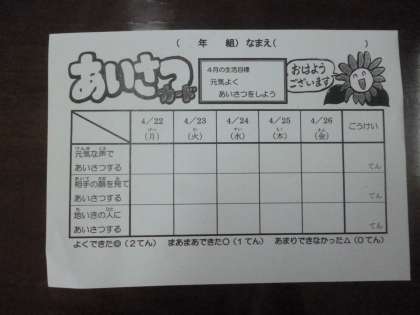 （　年　組）なまえ（　　　　　　）
あいさつ
カード
４月の生活目標
元気よく
あいさつをしよう
おはよう
ございます
4／22　4／23　4／24　4／25　4／26　ごうけい
（月）　（火）　（水）　（木）　（金）
元気な声で
あいさつする　てん
相手の顔を見て
あいさつする　てん
地いきの人に
あいさつする　てん
よくできた◎（２てん）　まあまあできた○（１てん）　あまりできなかった△（０てん）